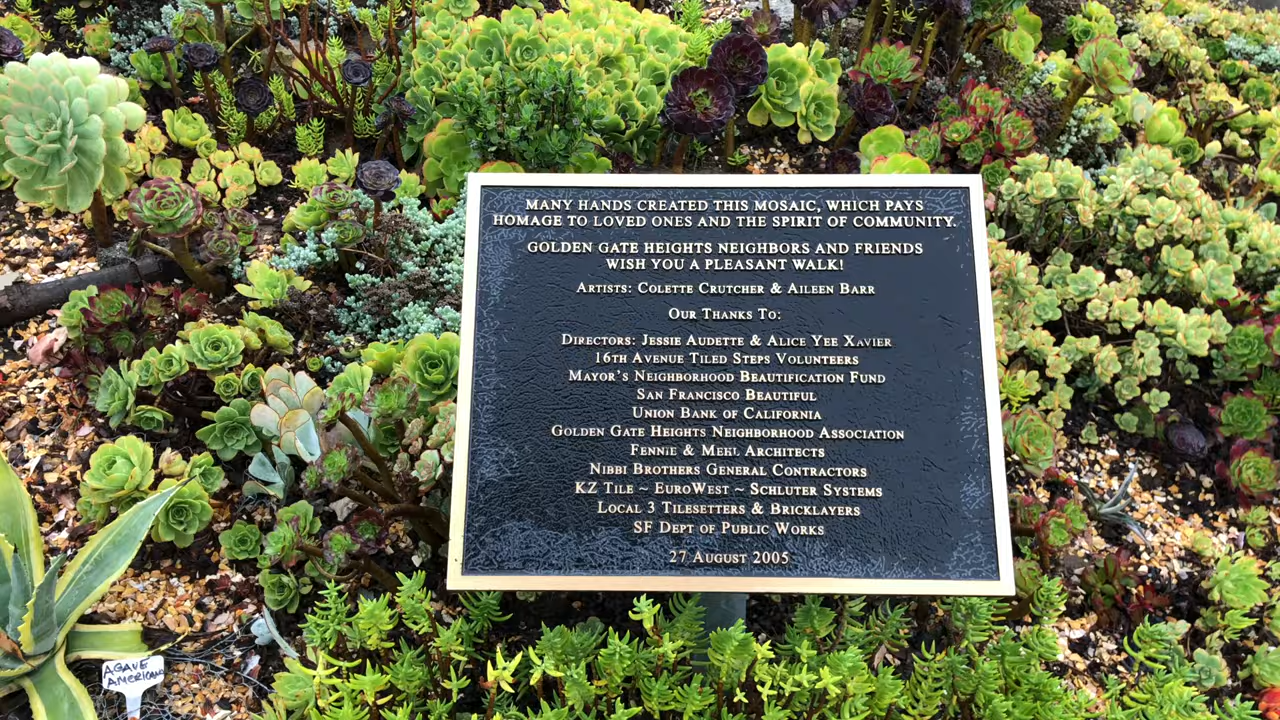 MANY HANDS CREATED THIS MOSAIC, WHICH PAYS
HOMAGE TO LOVED ONES AND THE SPIRIT OF COMMUNITY.
GOLDEN GATE HEIGHTS NEIGHBORS AND FRIENDS
WISH YOU A PLEASANT WALK!
ARTISTS: COLETTE CRUTCHER & AILEEN BARR
OUR THANKS TO:
DIRECTORS: JESSIE AUDETTE & ALICE YEE XAVIER
16TH AVENUE TILED STEPS VOLUNTEERS
MAYOR'S NEIGHBORHOOD BEAUTIFICATION FUND
SAN FRANCISCO BEAUTIFUL
UNION BANK OF CALIFORNIA
GOLDEN GATE HEIGHTS NEIGHBORHOOD ASSOCIATION
FENNIE & MEHL ARCHITECTS
NIBBI BROTHERS GENERAL CONTRACTORS
KZ TILE ~ EUROWEST ~ SCHLUTER SYSTEMS
LOCAL 3 TILESETTERS & BRICKLAYERS
SF DEPT OF PUBLIC WORKS
27 AUGUST 2005
AGAVE
AMERICANA